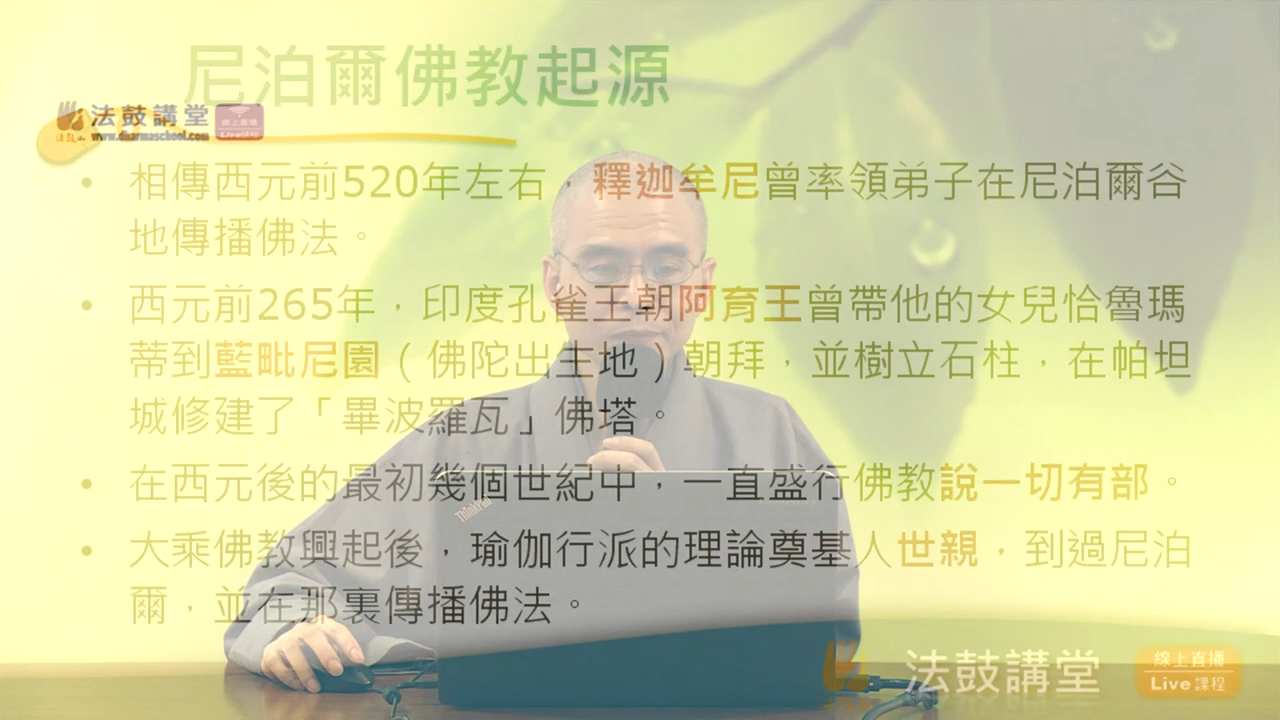 尼泊爾佛教起源
法鼓講堂
www.dharmaschool.com
線上直播
Live課程
法鼓山
• 相傳西元前520年左右，釋迦牟尼曾率領弟子在尼泊爾谷
地傳播佛法。
• 西元前265年，印度孔雀王朝阿育王曾帶他的女兒恰魯瑪
蒂到藍毗尼園（佛陀出生地）朝拜，並樹立石柱，在帕坦
城修建了「畢波羅瓦」佛塔。
• 在西元後的最初幾個世紀中，一直盛行佛教說一切有部。
ThinkPad
• 大乘佛教興起後，瑜伽行派的理論奠基人世親，到過尼泊
爾，並在那裏傳播佛法。
法鼓講堂
線上直播
Live 課程